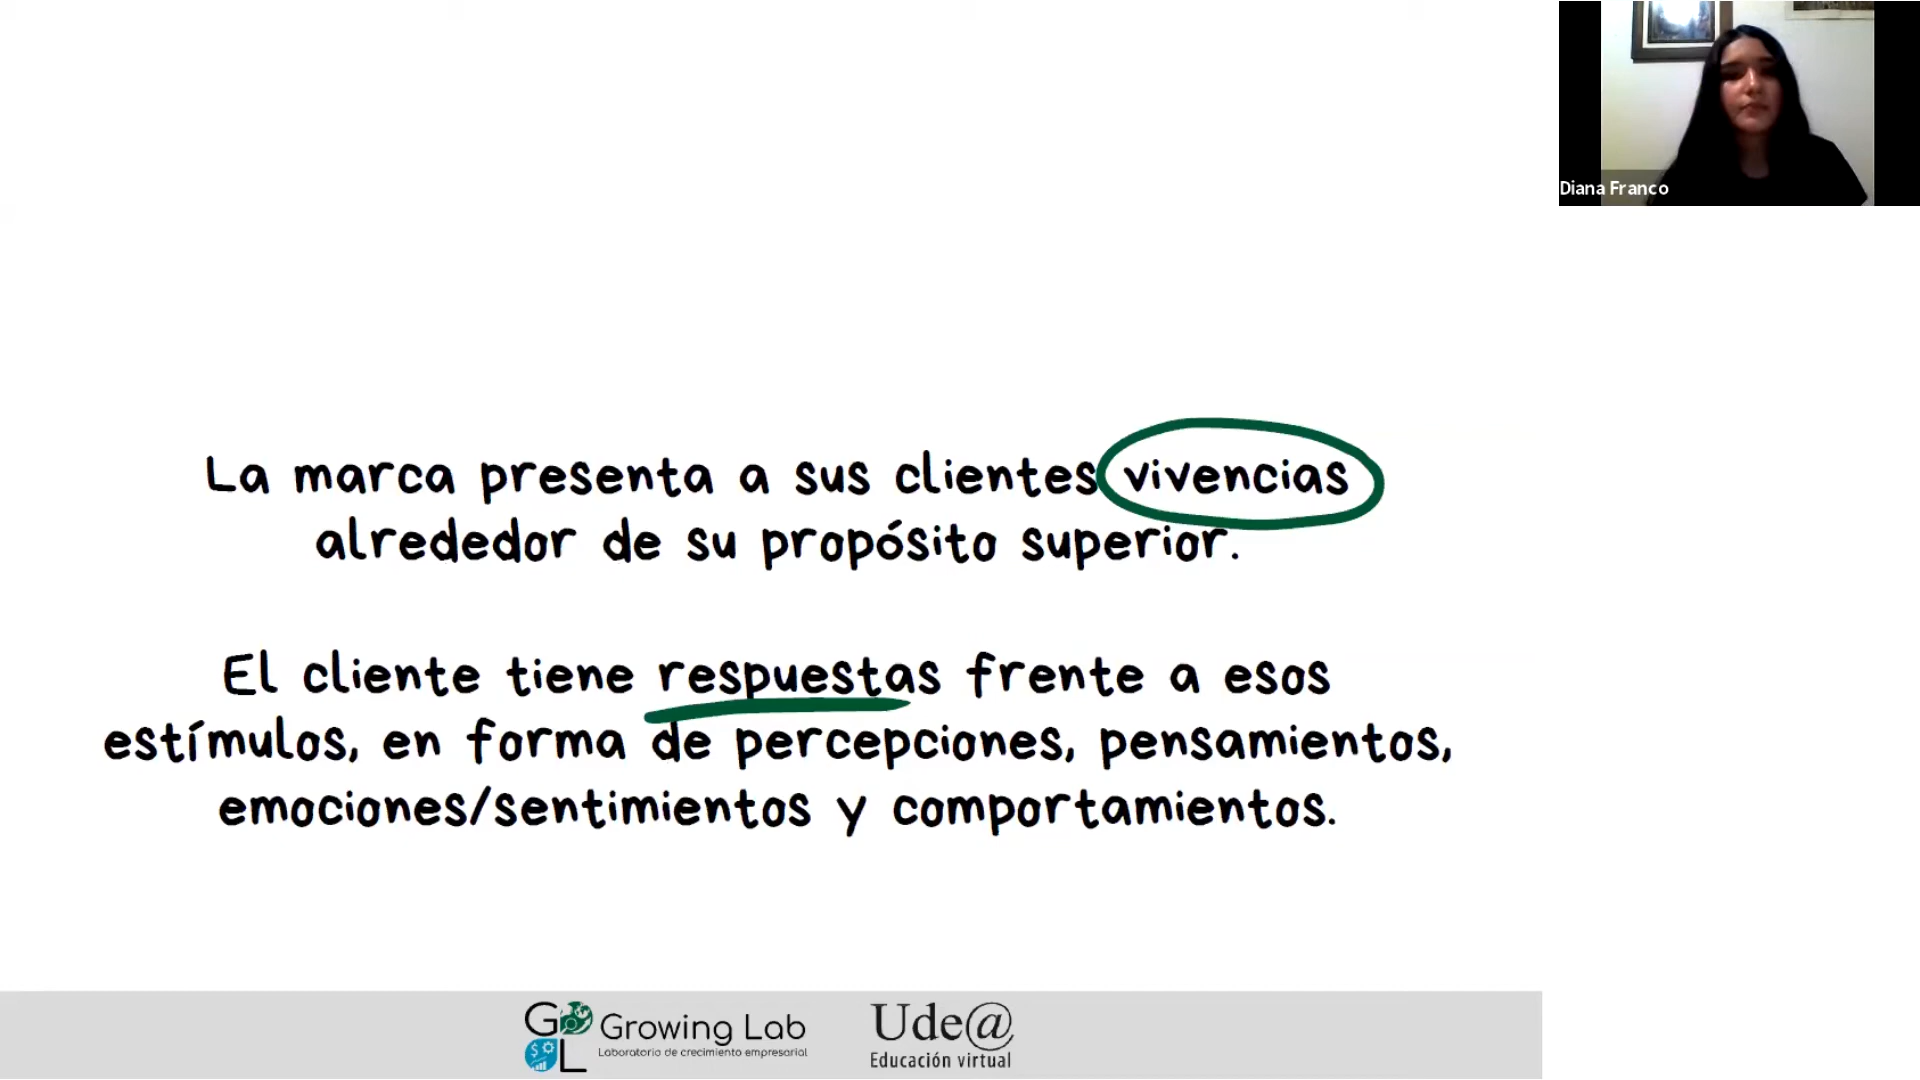 Diana Franco
La marca presenta a sus clientes vivencias
alrededor de su propósito superior.
El cliente tiene respuestas frente a esos
estímulos, en forma de percepciones, pensamientos,
emociones/sentimientos y comportamientos.
G L Growing Lab
Laboratorio de crecimiento empresarial
Ude@
Educación virtual